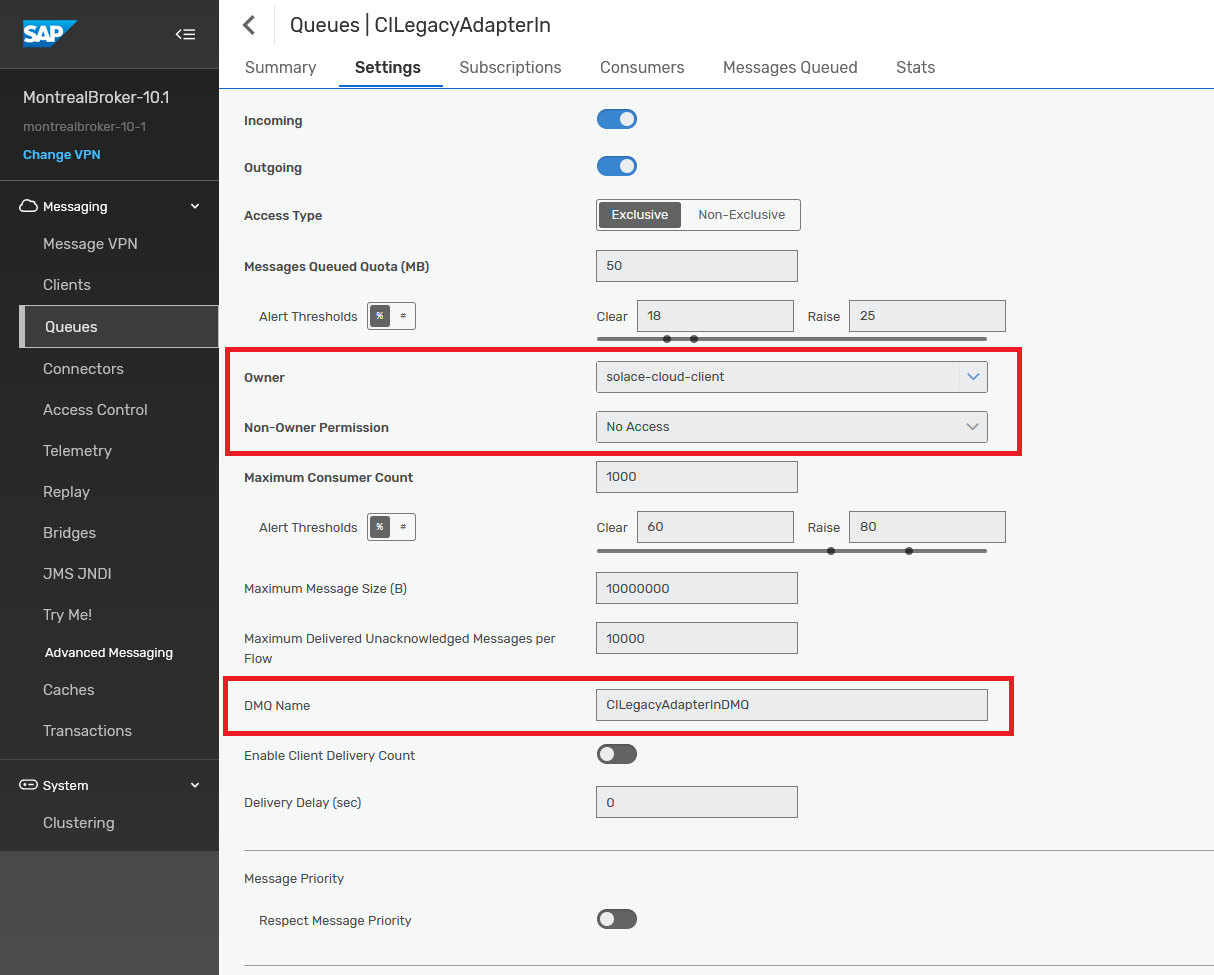 SAP
MontrealBroker-10.1
montrealbroker-10-1
Change VPN
Messaging
Message VPN
Clients
Queues
Connectors
Access Control
Telemetry
Replay
Bridges
JMS JNDI
Try Me!
Advanced Messaging
Caches
Transactions
System
Clustering
Queues | CILegacyAdapterIn
Summary Settings Subscriptions Consumers Messages Queued Stats
Incoming
Outgoing
Access Type Exclusive Non-Exclusive
Messages Queued Quota (MB) 50
Alert Thresholds % # Clear 18 Raise 25
Owner solace-cloud-client
Non-Owner Permission No Access
Maximum Consumer Count 1000
Alert Thresholds % # Clear 60 Raise 80
Maximum Message Size (B) 10000000
Maximum Delivered Unacknowledged Messages per
Flow
10000
DMQ Name CILegacyAdapterInDMQ
Enable Client Delivery Count
Delivery Delay (sec) 0
Message Priority
Respect Message Priority